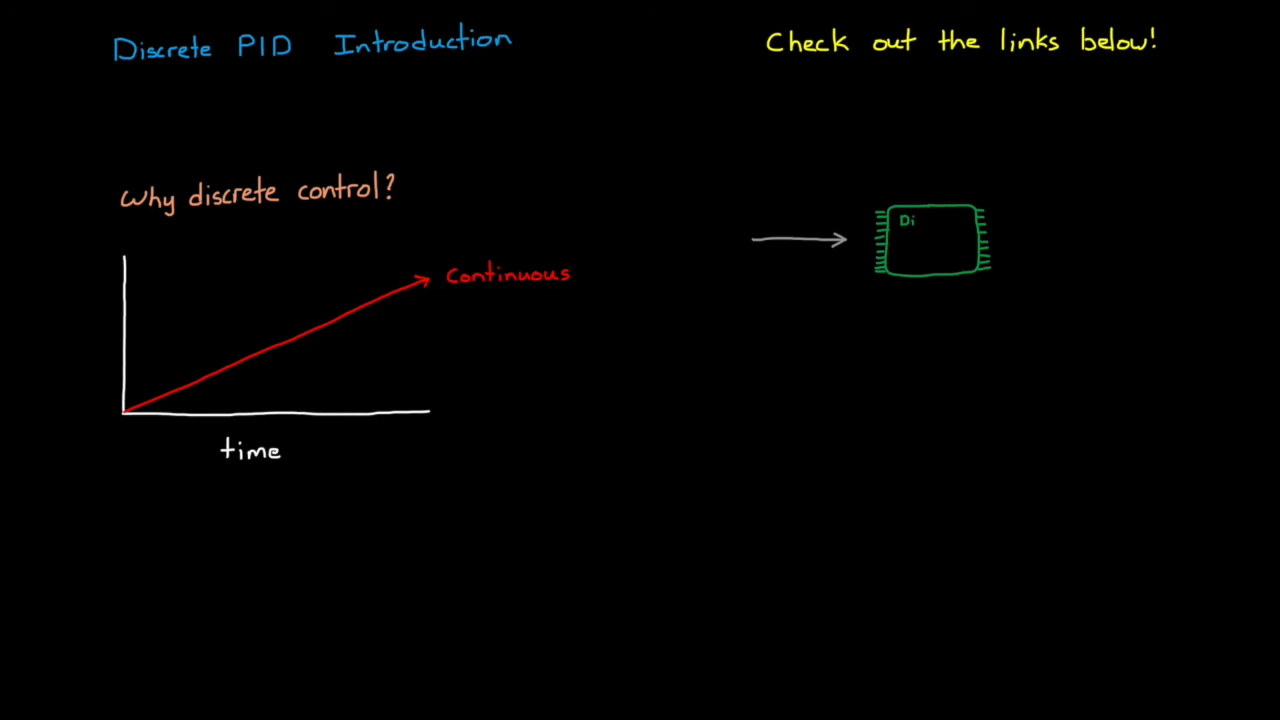 Discrete PID Introduction
Check out the links below!
Why discrete control?
Di
Continuous
time